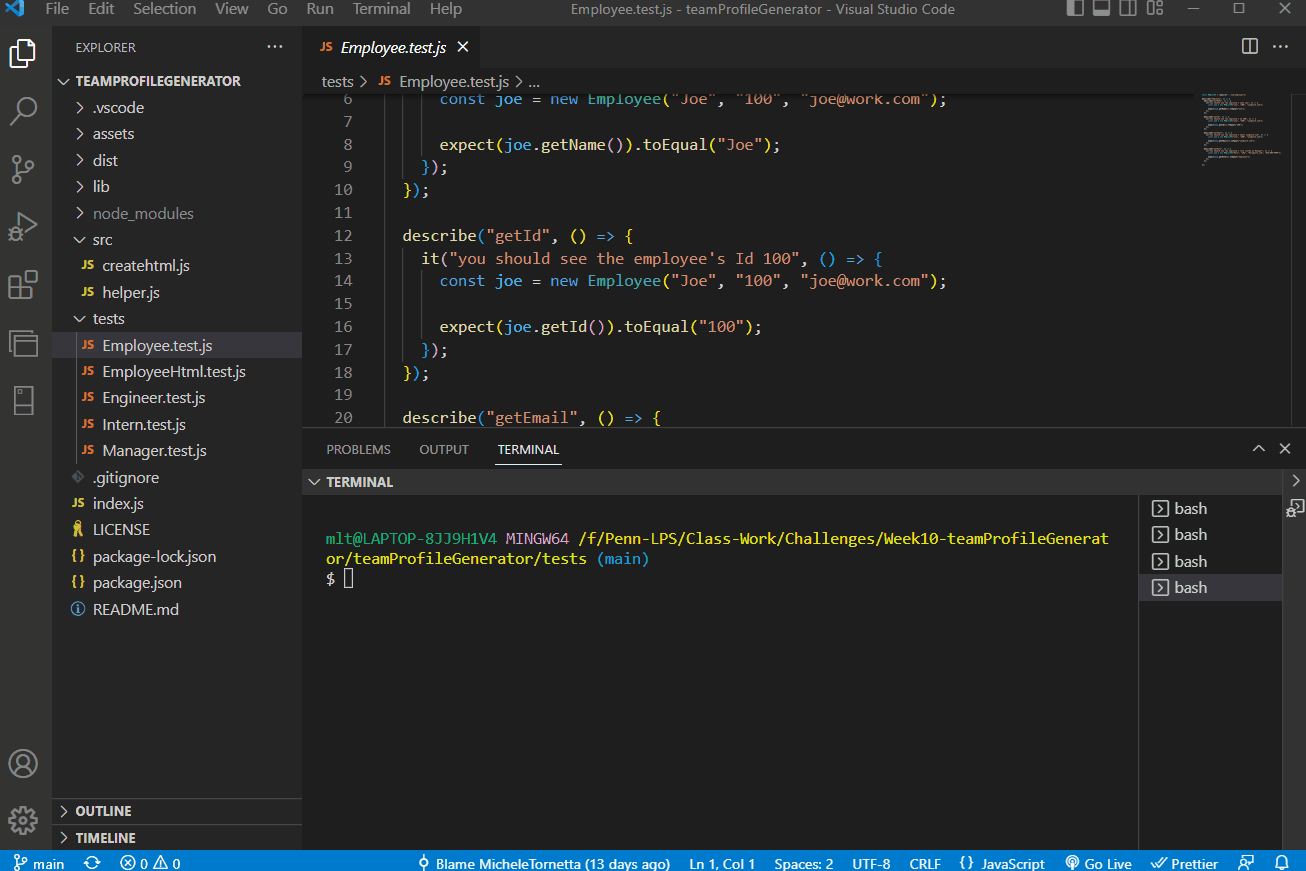 File Edit Selection View Go Run Terminal Help Employee.test.js - teamProfileGenerator - Visual Studio Code
EXPLORER ...
TEAMPROFILEGENERATOR
.vscode
assets
dist
lib
node_modules
src
JS createhtml.js
JS helper.js
tests
JS Employee.test.js
JS EmployeeHtml.test.js
JS Engineer.test.js
JS Intern.test.js
JS Manager.test.js
.gitignore
JS index.js
LICENSE
{} package-lock.json
{} package.json
README.md
OUTLINE
TIMELINE
JS Employee.test.js
tests > JS Employee.test.js > ...
6 const joe = new Employee("Joe", "100", "joe@work.com");
7
8 expect(joe.getName()).toEqual("Joe");
9 });
10 });
11
12 describe("getId", () => {
13 it("you should see the employee's Id 100", () => {
14 const joe = new Employee("Joe", "100", "joe@work.com");
15
16 expect(joe.getId()).toEqual("100");
17 });
18 });
19
20 describe("getEmail", () => {
PROBLEMS OUTPUT TERMINAL
TERMINAL
mlt@LAPTOP-8JJ9H1V4 MINGW64 /f/Penn-LPS/Class-Work/Challenges/Week10-teamProfileGenerat
or/teamProfileGenerator/tests (main)
$
bash
bash
bash
bash
main 0 0 Blame MicheleTornetta (13 days ago) Ln 1, Col 1 Spaces: 2 UTF-8 CRLF {} JavaScript Go Live Prettier